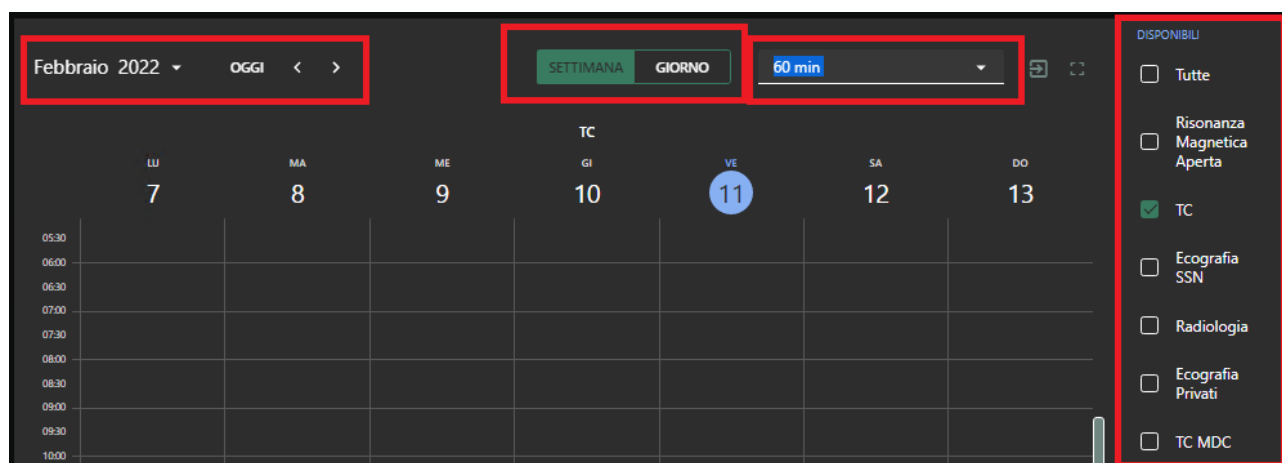 Febbraio 2022 OGGI SETTIMANA GIORNO 60 min
TC
LU MA ME GI VE SA DO
7 8 9 10 11 12 13
05:30
06:00
06:30
07:00
07:30
08:00
08:30
09:00
09:30
10:00
DISPONIBILI
Tutte
Risonanza
Magnetica
Aperta
TC
Ecografia
SSN
Radiologia
Ecografia
Privati
TC MDC